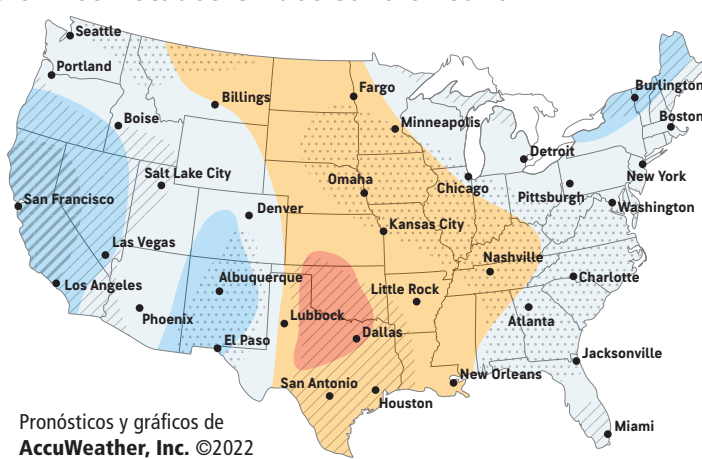 Seattle
Portland
Billings
Fargo
Minneapolis
Burlington
Boston
Boise
Detroit
Salt Lake City
Omaha
Chicago
New York
Pittsburgh
San Francisco
Denver
Washington
Kansas City
Las Vegas
Nashville
Albuquerque
Charlotte
Los Angeles
Little Rock
Phoenix
Lubbock
Atlanta
El Paso
Dallas
Jacksonville
San Antonio
New Orleans
Houston
Miami
Pronósticos y gráficos de
AccuWeather, Inc. ©2022